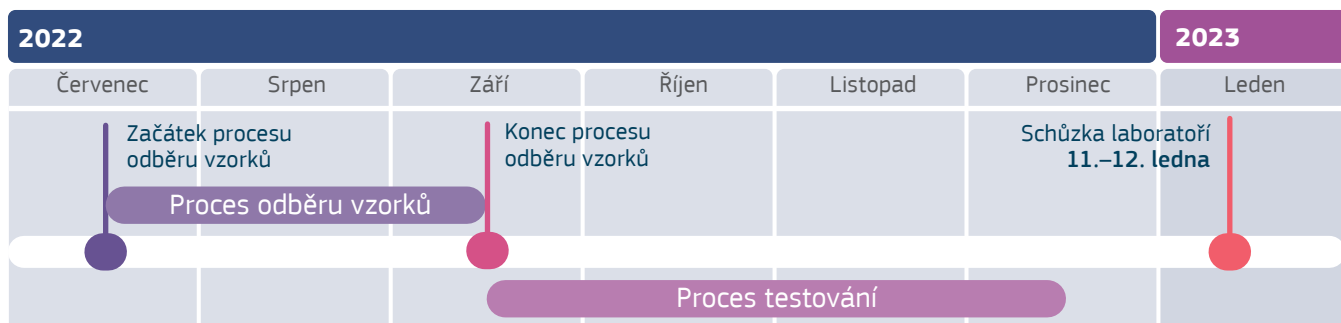 2022
2023
Červenec
Srpen
Září
Říjen
Listopad
Prosinec
Leden
Začátek procesu
odběru vzorků
Konec procesu
odběru vzorků
Schůzka laboratoří
11.–12. ledna
Proces odběru vzorků
Proces testování